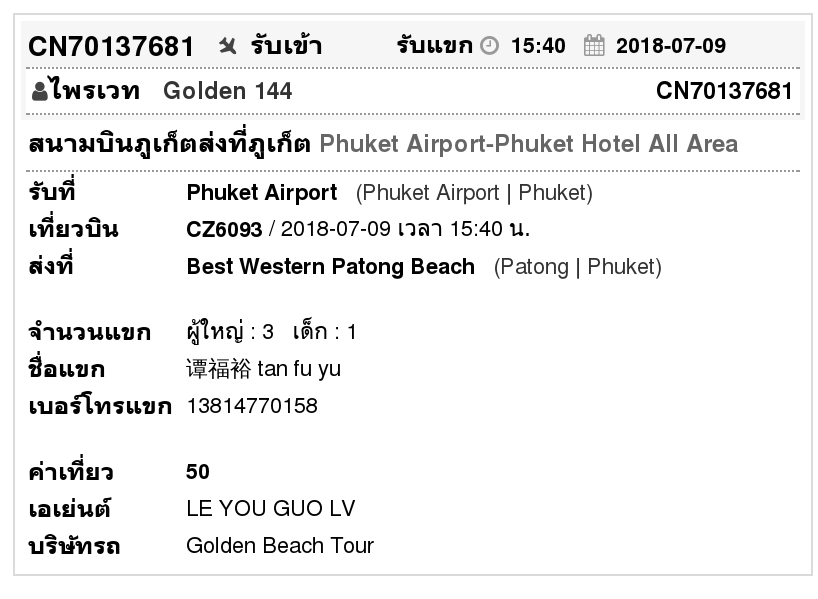 CN70137681 รับเข้า รับแขก 15:40 2018-07-09
ไพรเวท Golden 144 CN70137681
สนามบินภูเก็ตส่งที่ภูเก็ต Phuket Airport-Phuket Hotel All Area
รับที่ Phuket Airport (Phuket Airport | Phuket)
เที่ยวบิน CZ6093 / 2018-07-09 เวลา 15:40 น.
ส่งที่ Best Western Patong Beach (Patong | Phuket)
จำนวนแขก ผู้ใหญ่ : 3 เด็ก : 1
ชื่อแขก 谭福裕 tan fu yu
เบอร์โทรแขก 13814770158
ค่าเที่ยว 50
เอเย่นต์ LE YOU GUO LV
บริษัทรถ Golden Beach Tour